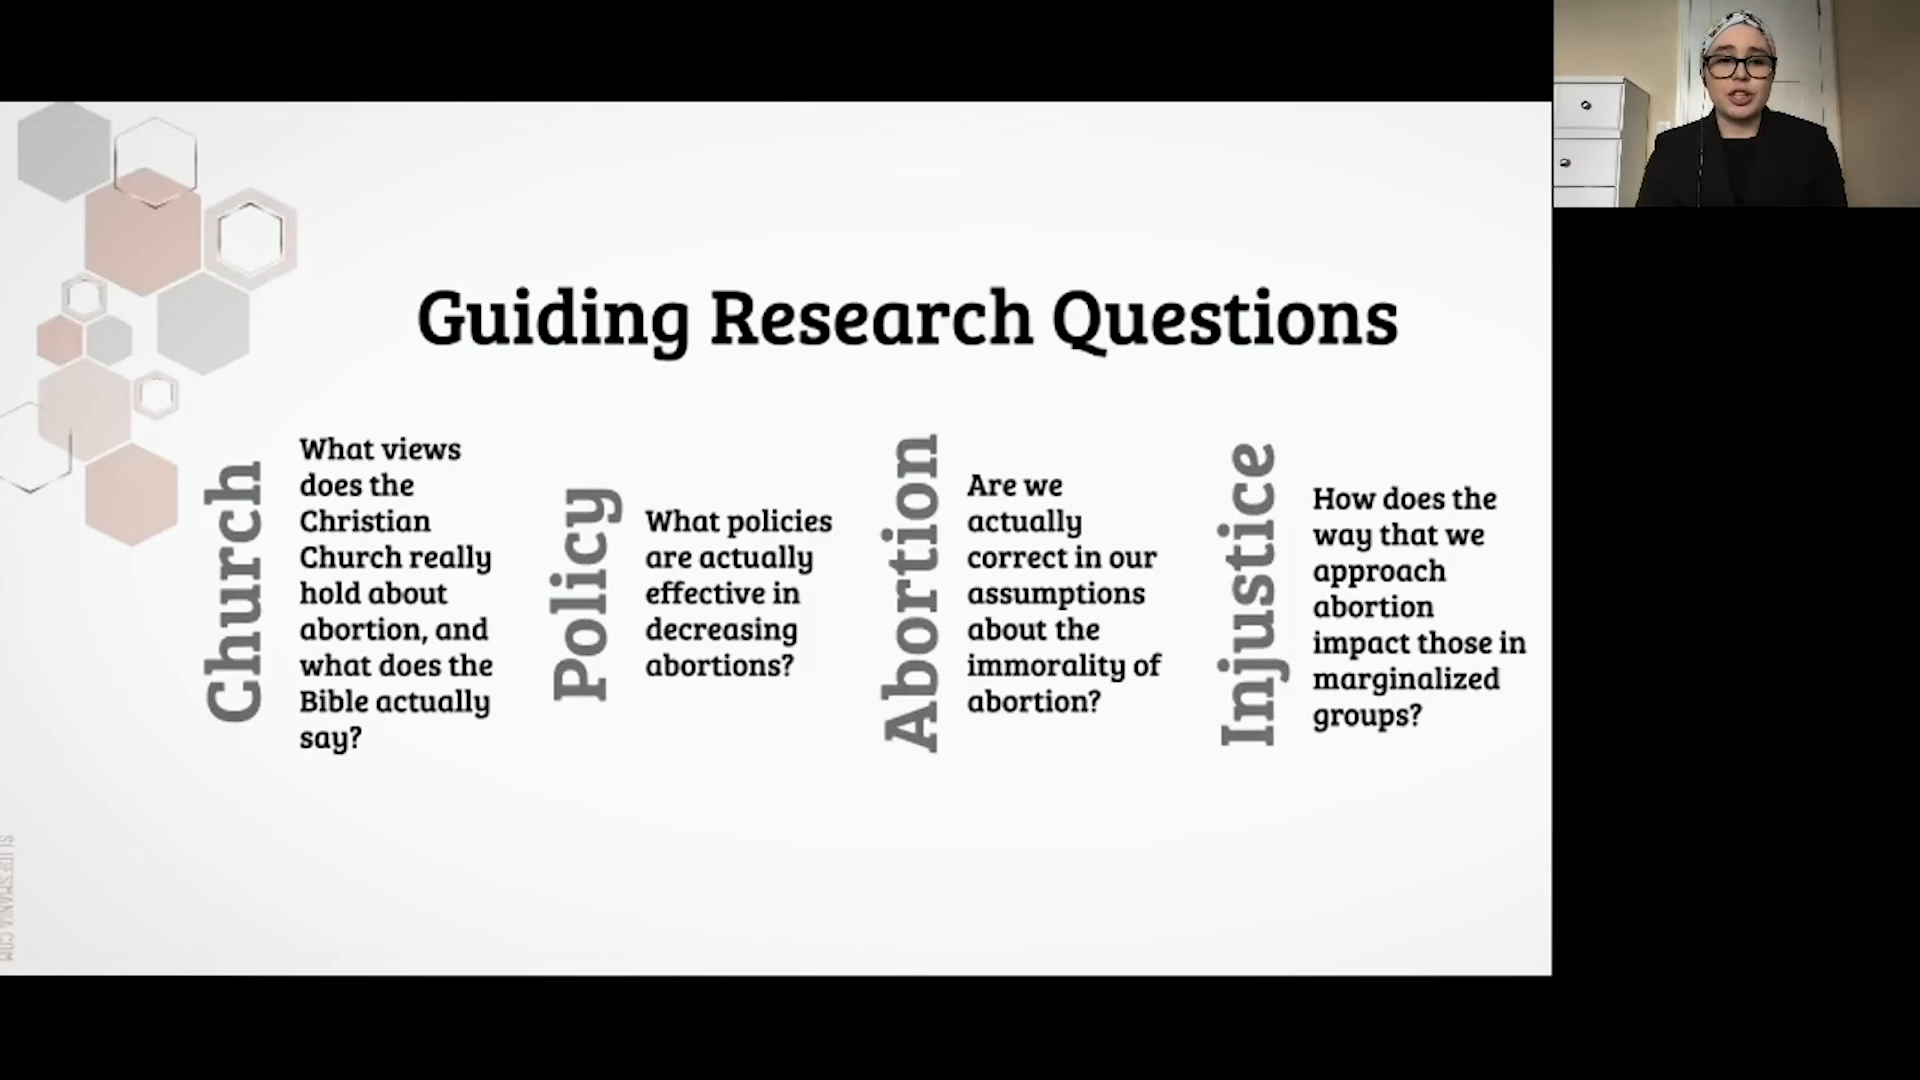 Guiding Research Questions
Church
What views
does the
Christian
Church really
hold about
abortion, and
what does the
Bible actually
say?
Policy
What policies
are actually
effective in
decreasing
abortions?
Abortion
Are we
actually
correct in our
assumptions
about the
immorality of
abortion?
Injustice
How does the
way that we
approach
abortion
impact those in
marginalized
groups?
SLIDESMANIA.COM